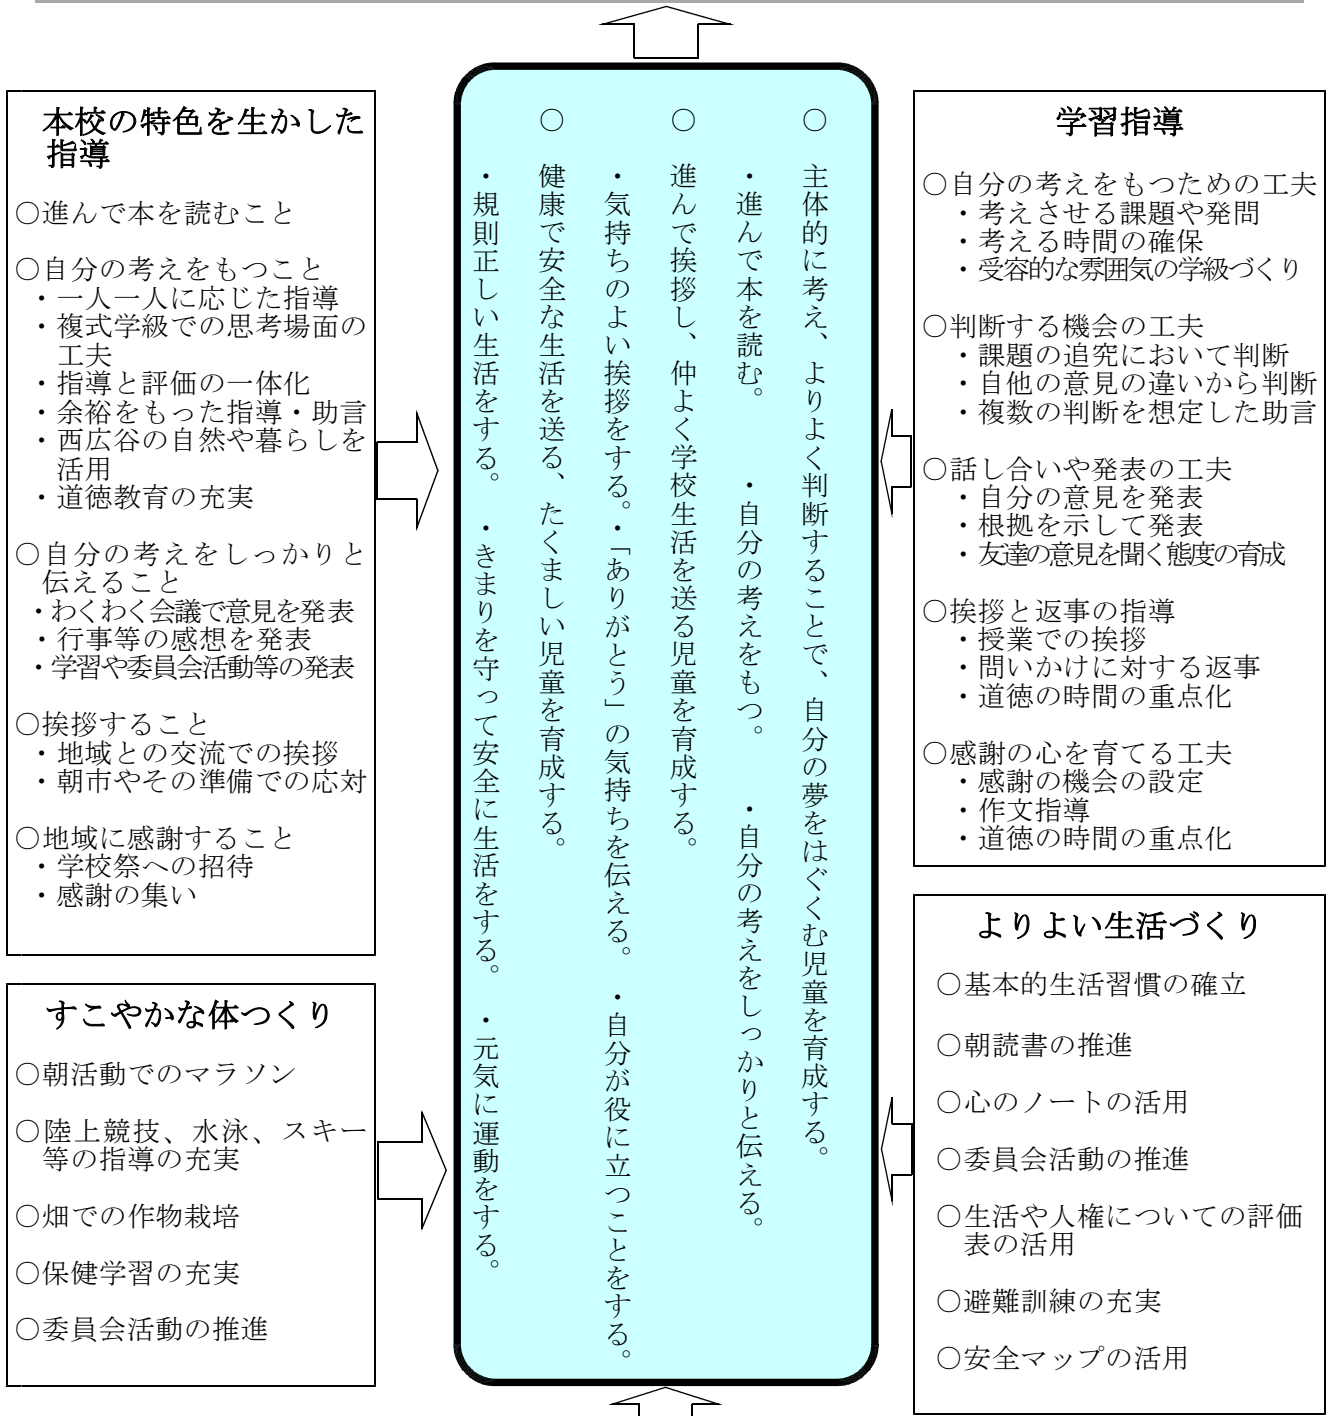 本校の特色を生かした
指導
○進んで本を読むこと
○自分の考えをもつこと
・一人一人に応じた指導
・複式学級での思考場面の
工夫
・指導と評価の一体化
・余裕をもった指導・助言
・西広谷の自然や暮らしを
活用
・道徳教育の充実
○自分の考えをしっかりと
伝えること
・わくわく会議で意見を発表
・行事等の感想を発表
・学習や委員会活動等の発表
○挨拶すること
・地域との交流での挨拶
・朝市やその準備での応対
○地域に感謝すること
・学校祭への招待
・感謝の集い
すこやかな体つくり
○朝活動でのマラソン
○陸上競技、水泳、スキー
等の指導の充実
○畑での作物栽培
○保健学習の充実
○委員会活動の推進
○ 主体的に考え、よりよく判断することで、自分の夢をはぐくむ児童を育成する。
・進んで本を読む。 ・自分の考えをもつ。 ・自分の考えをしっかりと伝える。
○ 進んで挨拶し、仲よく学校生活を送る児童を育成する。
・気持ちのよい挨拶をする。・「ありがとう」の気持ちを伝える。 ・自分が役に立つことをする。
○ 健康で安全な生活を送る、たくましい児童を育成する。
・規則正しい生活をする。 ・きまりを守って安全に生活をする。 ・元気に運動をする。
学習指導
○自分の考えをもつための工夫
・考えさせる課題や発問
・考える時間の確保
・受容的な雰囲気の学級づくり
○判断する機会の工夫
・課題の追究において判断
・自他の意見の違いから判断
・複数の判断を想定した助言
○話し合いや発表の工夫
・自分の意見を発表
・根拠を示して発表
・友達の意見を聞く態度の育成
○挨拶と返事の指導
・授業での挨拶
・問いかけに対する返事
・道徳の時間の重点化
○感謝の心を育てる工夫
・感謝の機会の設定
・作文指導
・道徳の時間の重点化
よりよい生活づくり
○基本的生活習慣の確立
○朝読書の推進
○心のノートの活用
○委員会活動の推進
○生活や人権についての評価
表の活用
○避難訓練の充実
○安全マップの活用